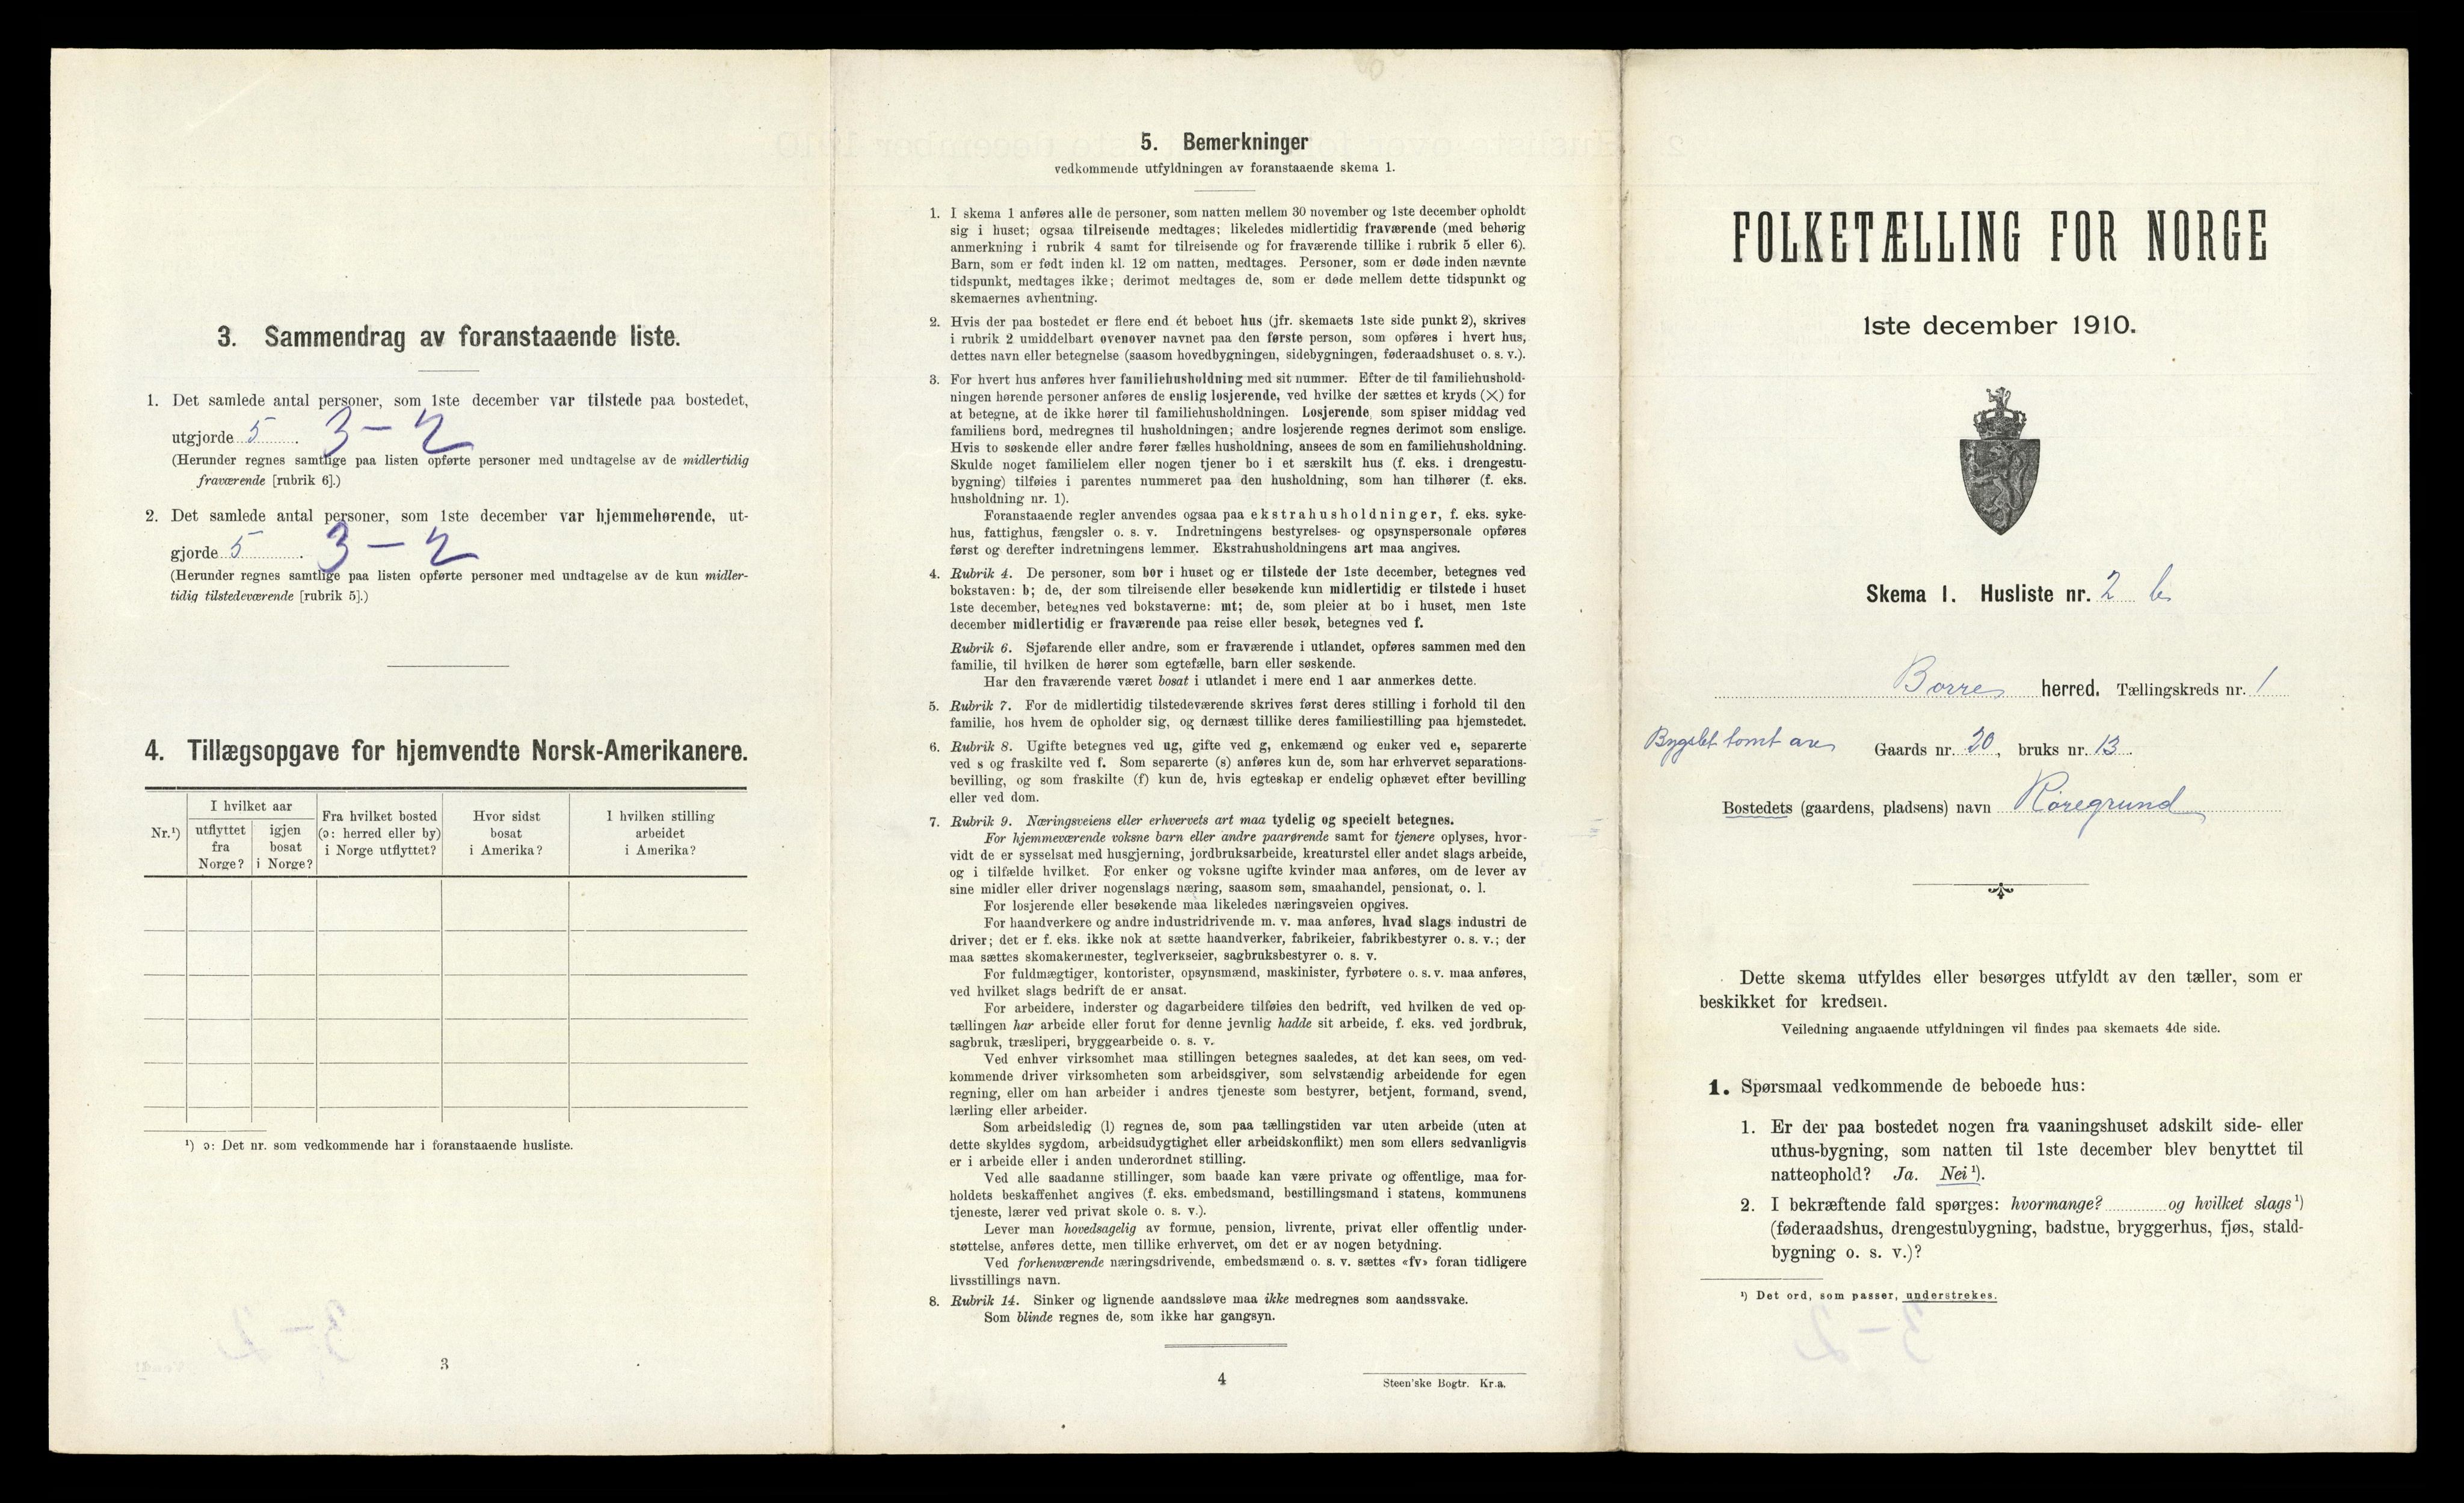 3. Sammendrag av foranstaaende liste.
1. Det samlede antal personer, som 1ste december var tilstede paa bostedet,
utgjorde 5. 3 – 2
(Herunder regnes samtlige paa listen opførte personer med undtagelse av de midlertidig
fraværende [rubrik 6].)
2. Det samlede antal personer, som 1ste december var hjemmehørende, ut-
gjorde 5. 3 – 2
(Herunder regnes samtlige paa listen opførte personer med undtagelse av de kun midler-
tidig tilstedeværende [rubrik 5].)
4. Tillægsopgave for hjemvendte Norsk-Amerikanere.
Nr.¹)
I hvilket aar
utflyttet
fra
Norge?
igjen
bosat
i Norge?
Fra hvilket bosted
(ɔ: herred eller by)
i Norge utflyttet?
Hvor sidst
bosat
i Amerika?
I hvilken stilling
arbeidet
i Amerika?
¹) ɔ: Det nr. som vedkommende har i foranstaaende husliste.
3
5. Bemerkninger
vedkommende utfyldningen av foranstaaende skema 1.
1. I skema 1 anføres alle de personer, som natten mellem 30 november og 1ste december opholdt
sig i huset; ogsaa tilreisende medtages; likeledes midlertidig fraværende (med behørig
anmerkning i rubrik 4 samt for tilreisende og for fraværende tillike i rubrik 5 eller 6).
Barn, som er født inden kl. 12 om natten, medtages. Personer, som er døde inden nævnte
tidspunkt, medtages ikke; derimot medtages de, som er døde mellem dette tidspunkt og
skemaernes avhentning.
2. Hvis der paa bostedet er flere end ét beboet hus (jfr. skemaets 1ste side punkt 2), skrives
i rubrik 2 umiddelbart ovenover navnet paa den første person, som opføres i hvert hus,
dettes navn eller betegnelse (saasom hovedbygningen, sidebygningen, føderaadshuset o. s. v.).
3. For hvert hus anføres hver familiehusholdning med sit nummer. Efter de til familiehushold-
ningen hørende personer anføres de enslig losjerende, ved hvilke der sættes et kryds (×) for
at betegne, at de ikke hører til familiehusholdningen. Losjerende, som spiser middag ved
familiens bord, medregnes til husholdningen; andre losjerende regnes derimot som enslige.
Hvis to søskende eller andre fører fælles husholdning, ansees de som en familiehusholdning.
Skulde noget familielem eller nogen tjener bo i et særskilt hus (f. eks. i drengestu-
bygning) tilføies i parentes nummeret paa den husholdning, som han tilhører (f. eks.
husholdning nr. 1).
Foranstaaende regler anvendes ogsaa paa ekstrahusholdninger, f. eks. syke-
hus, fattighus, fængsler o. s. v. Indretningens bestyrelses- og opsynspersonale opføres
først og derefter indretningens lemmer. Ekstrahusholdningens art maa angives.
4. Rubrik 4. De personer, som bor i huset og er tilstede der 1ste december, betegnes ved
bokstaven: b; de, der som tilreisende eller besøkende kun midlertidig er tilstede i huset
1ste december, betegnes ved bokstaverne: mt; de, som pleier at bo i huset, men 1ste
december midlertidig er fraværende paa reise eller besøk, betegnes ved f.
Rubrik 6. Sjøfarende eller andre, som er fraværende i utlandet, opføres sammen med den
familie, til hvilken de hører som egtefælle, barn eller søskende.
Har den fraværende været bosat i utlandet i mere end 1 aar anmerkes dette.
5. Rubrik 7. For de midlertidig tilstedeværende skrives først deres stilling i forhold til den
familie, hos hvem de opholder sig, og dernæst tillike deres familiestilling paa hjemstedet.
6. Rubrik 8. Ugifte betegnes ved ug, gifte ved g, enkemænd og enker ved e, separerte
ved s og fraskilte ved f. Som separerte (s) anføres kun de, som har erhvervet separations-
bevilling, og som fraskilte (f) kun de, hvis egteskap er endelig ophævet efter bevilling
eller ved dom.
7. Rubrik 9. Næringsveiens eller erhvervets art maa tydelig og specielt betegnes.
For hjemmeværende voksne barn eller andre paarørende samt for tjenere oplyses, hvor-
vidt de er sysselsat med husgjerning, jordbruksarbeide, kreaturstel eller andet slags arbeide,
og i tilfælde hvilket. For enker og voksne ugifte kvinder maa anføres, om de lever av
sine midler eller driver nogenslags næring, saasom søm, smaahandel, pensionat, o. l.
For losjerende eller besøkende maa likeledes næringsveien opgives.
For haandverkere og andre industridrivende m. v. maa anføres, hvad slags industri de
driver; det er f. eks. ikke nok at sætte haandverker, fabrikeier, fabrikbestyrer o. s. v.; der
maa sættes skomakermester, teglverkseier, sagbruksbestyrer o. s. v.
For fuldmægtiger, kontorister, opsynsmænd, maskinister, fyrbøtere o. s. v. maa anføres,
ved hvilket slags bedrift de er ansat.
For arbeidere, inderster og dagarbeidere tilføies den bedrift, ved hvilken de ved op-
tællingen har arbeide eller forut for denne jevnlig hadde sit arbeide, f. eks. ved jordbruk,
sagbruk, træsliperi, bryggearbeide o. s. v.
Ved enhver virksomhet maa stillingen betegnes saaledes, at det kan sees, om ved-
kommende driver virksomheten som arbeidsgiver, som selvstændig arbeidende for egen
regning, eller om han arbeider i andres tjeneste som bestyrer, betjent, formand, svend,
lærling eller arbeider.
Som arbeidsledig (l) regnes de, som paa tællingstiden var uten arbeide (uten at
dette skyldes sygdom, arbeidsudygtighet eller arbeidskonflikt) men som ellers sedvanligvis
er i arbeide eller i anden underordnet stilling.
Ved alle saadanne stillinger, som baade kan være private og offentlige, maa for-
holdets beskaffenhet angives (f. eks. embedsmand, bestillingsmand i statens, kommunens
tjeneste, lærer ved privat skole o. s. v.).
Lever man hovedsagelig av formue, pension, livrente, privat eller offentlig under-
støttelse, anføres dette, men tillike erhvervet, om det er av nogen betydning.
Ved forhenværende næringsdrivende, embedsmænd o. s. v. sættes «fv» foran tidligere
livsstillings navn.
8. Rubrik 14. Sinker og lignende aandssløve maa ikke medregnes som aandssvake.
Som blinde regnes de, som ikke har gangsyn.
4
Steen'ske Bogtr. Kr.a.
FOLKETÆLLING FOR NORGE
1ste december 1910.
Skema 1. Husliste nr. 2 b
Borre herred. Tællingskreds nr. 1
Bygslet tomt av Gaards nr. 20, bruks nr. 13.
Bostedets (gaardens, pladsens) navn Røregrund
Dette skema utfyldes eller besørges utfyldt av den tæller, som er
beskikket for kredsen.
Veiledning angaaende utfyldningen vil findes paa skemaets 4de side.
1. Spørsmaal vedkommende de beboede hus:
1. Er der paa bostedet nogen fra vaaningshuset adskilt side- eller
uthus-bygning, som natten til 1ste december blev benyttet til
natteophold? Ja. Nei ¹).
2. I bekræftende fald spørges: hvormange? og hvilket slags ¹)
(føderaadshus, drengestubygning, badstue, bryggerhus, fjøs, stald-
bygning o. s. v.)?
¹) Det ord, som passer, understrekes.